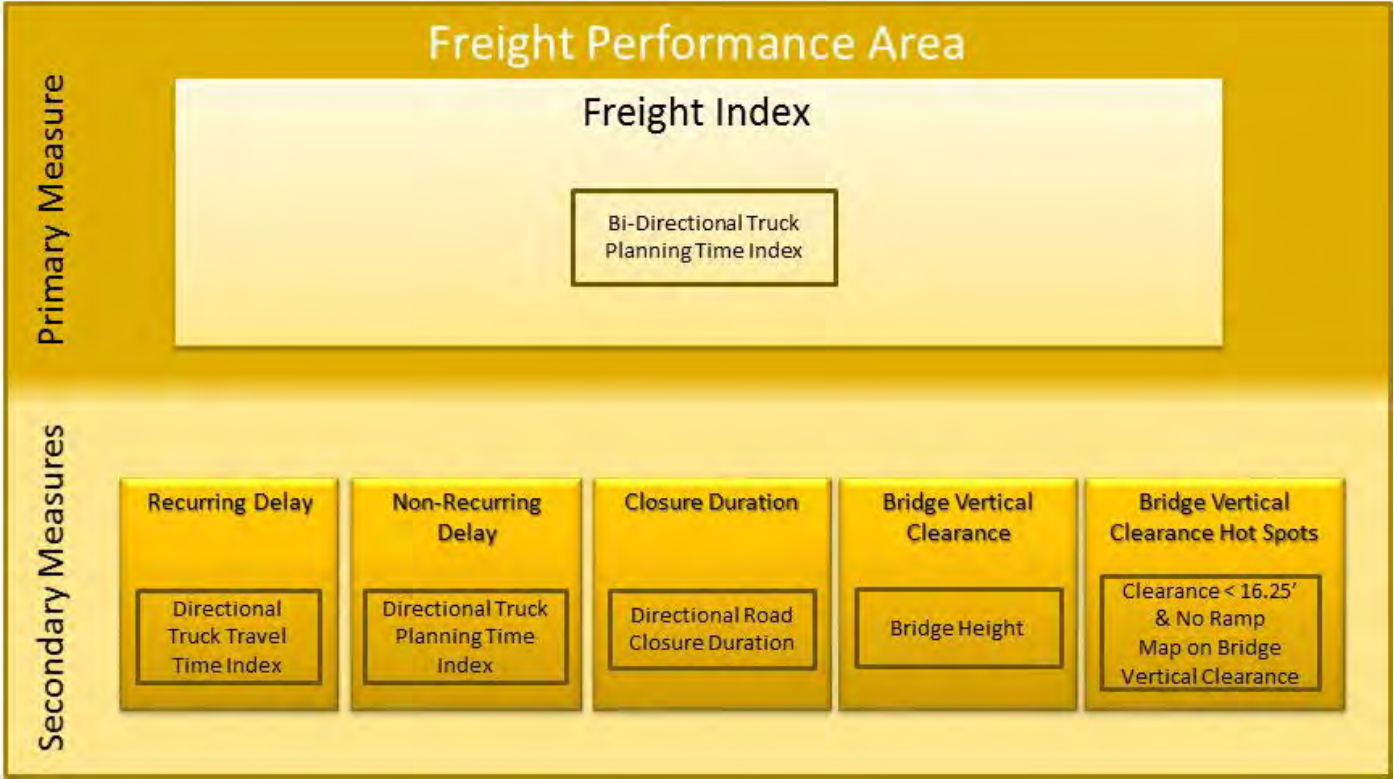 Freight Performance Area
Primary Measure
Freight Index
Bi-Directional Truck
Planning Time Index
Secondary Measures
Recurring Delay
Directional
Truck Travel
Time Index
Non-Recurring
Delay
Directional Truck
Planning Time
Index
Closure Duration
Directional Road
Closure Duration
Bridge Vertical
Clearance
Bridge Height
Bridge Vertical
Clearance Hot Spots
Clearance < 16.25’
& No Ramp
Map on Bridge
Vertical Clearance